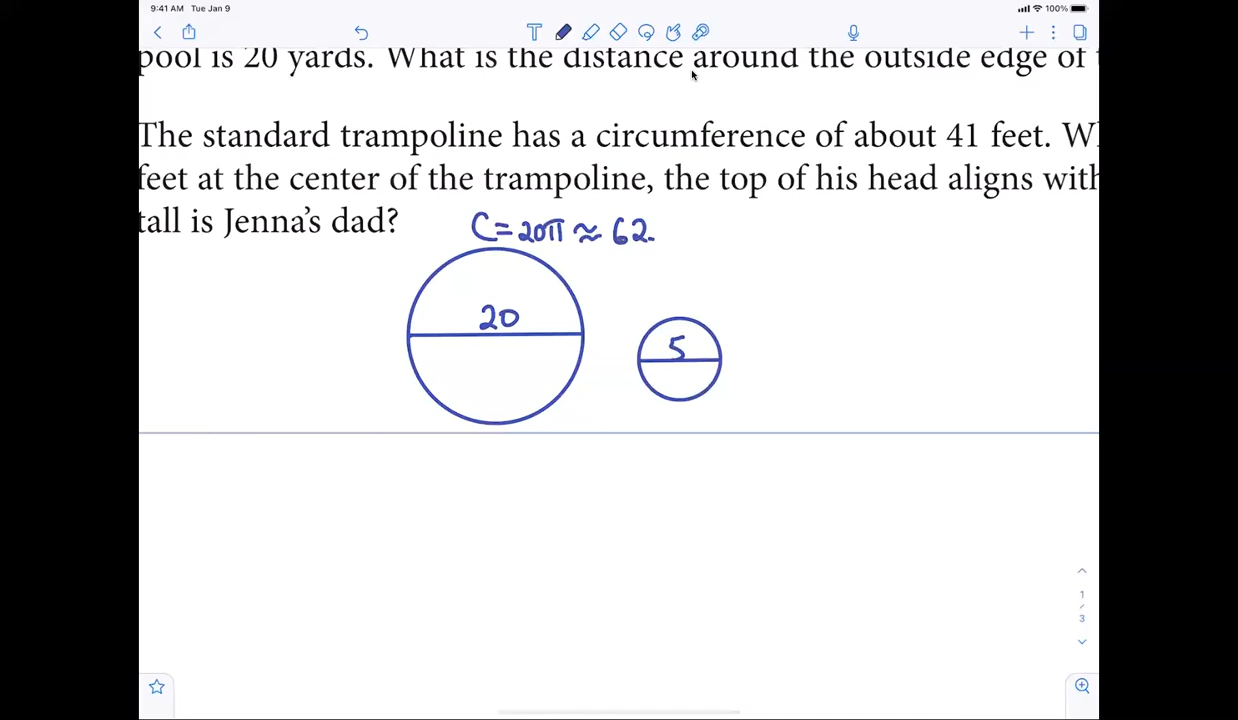 9:41 AM Tue Jan 9
100%
pool is 20 yards. What is the distance around the outside edge of
The standard trampoline has a circumference of about 41 feet.
feet at the center of the trampoline, the top of his head aligns with
tall is Jenna's dad?
C=20π≈62.
20
5
1
/
3